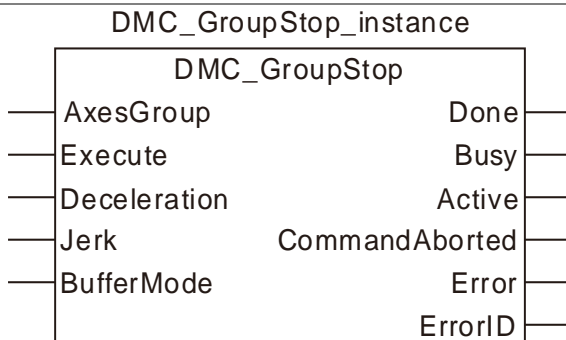 DMC_GroupStop_instance
DMC_GroupStop
AxesGroup Done
Execute Busy
Deceleration Active
Jerk CommandAborted
BufferMode Error
ErrorID